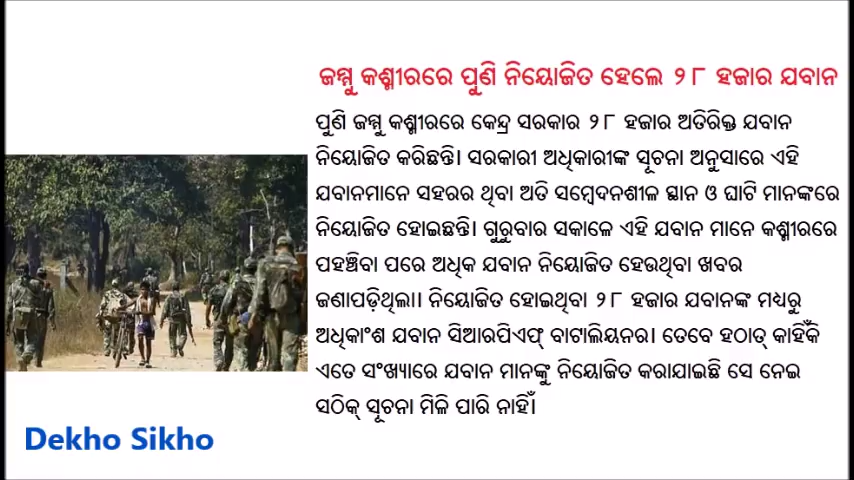 ଜମ୍ମୁ କଶ୍ମୀରରେ ପୁଣି ନିୟୋଜିତ ହେଲେ ୨୮ ହଜାର ଯବାନ
ପୁଣି ଜମ୍ମୁ କଶ୍ମୀରରେ କେନ୍ଦ୍ର ସରକାର ୨୮ ହଜାର ଅତିରିକ୍ତ ଯବାନ
ନିୟୋଜିତ କରିଛନ୍ତି। ସରକାରୀ ଅଧିକାରୀଙ୍କ ସୂଚନା ଅନୁସାରେ ଏହି
ଯବାନମାନେ ସହରର ଥିବା ଅତି ସମ୍ବେଦନଶୀଳ ସ୍ଥାନ ଓ ଘାଟି ମାନଙ୍କରେ
ନିୟୋଜିତ ହୋଇଛନ୍ତି। ଗୁରୁବାର ସକାଳେ ଏହି ଯବାନ ମାନେ କଶ୍ମୀରରେ
ପହଞ୍ଚିବା ପରେ ଅଧିକ ଯବାନ ନିୟୋଜିତ ହେଉଥିବା ଖବର
ଜଣାପଡ଼ିଥିଲା। ନିୟୋଜିତ ହୋଇଥିବା ୨୮ ହଜାର ଯବାନଙ୍କ ମଧ୍ୟରୁ
ଅଧିକାଂଶ ଯବାନ ସିଆରପିଏଫ୍ ବାଟାଲିୟନର। ତେବେ ହଠାତ୍ କାହିଁକି
ଏତେ ସଂଖ୍ୟାରେ ଯବାନ ମାନଙ୍କୁ ନିୟୋଜିତ କରାଯାଇଛି ସେ ନେଇ
ସଠିକ୍ ସୂଚନା ମିଳି ପାରି ନାହିଁ।
Dekho Sikho